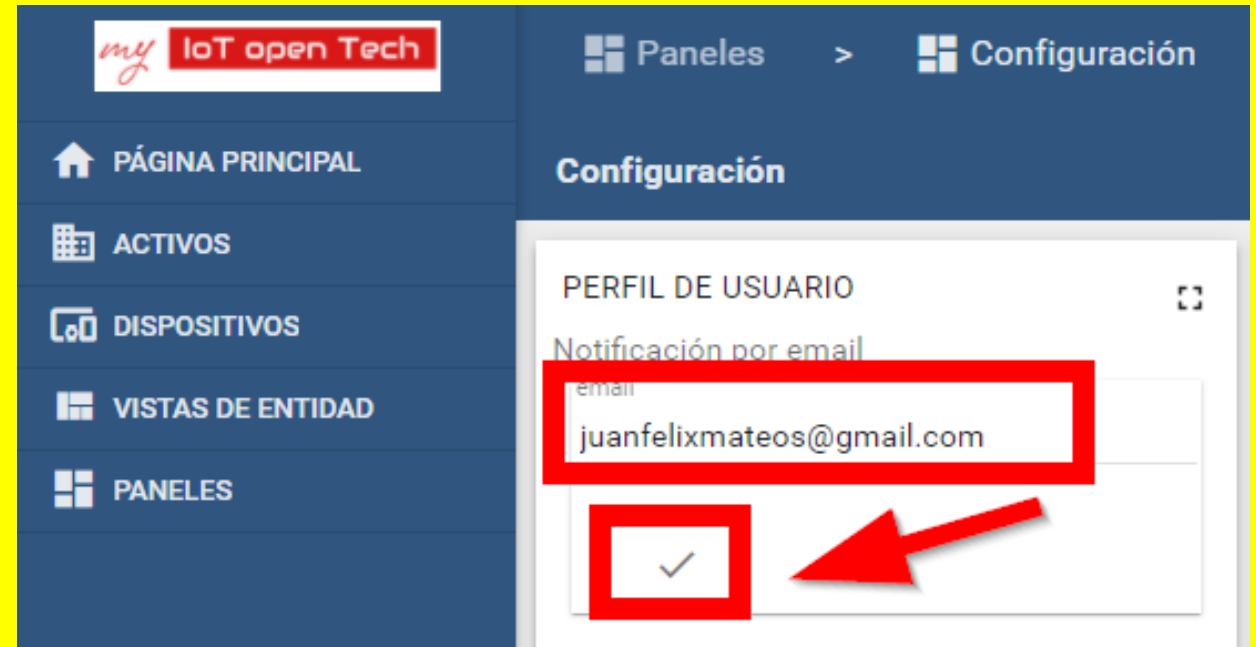 my IoT open Tech
Paneles > Configuración
PÁGINA PRINCIPAL
ACTIVOS
DISPOSITIVOS
VISTAS DE ENTIDAD
PANELES
Configuración
PERFIL DE USUARIO
Notificación por email
email
juanfelixmateos@gmail.com